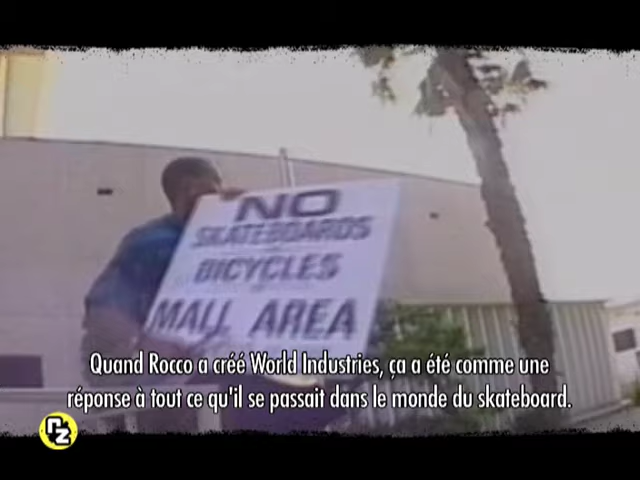 NO
SKATEBOARDS
BICYCLES
MALL AREA
Quand Rocco a créé World Industries, ça a été comme une
réponse à tout ce qu'il se passait dans le monde du skateboard.
rz